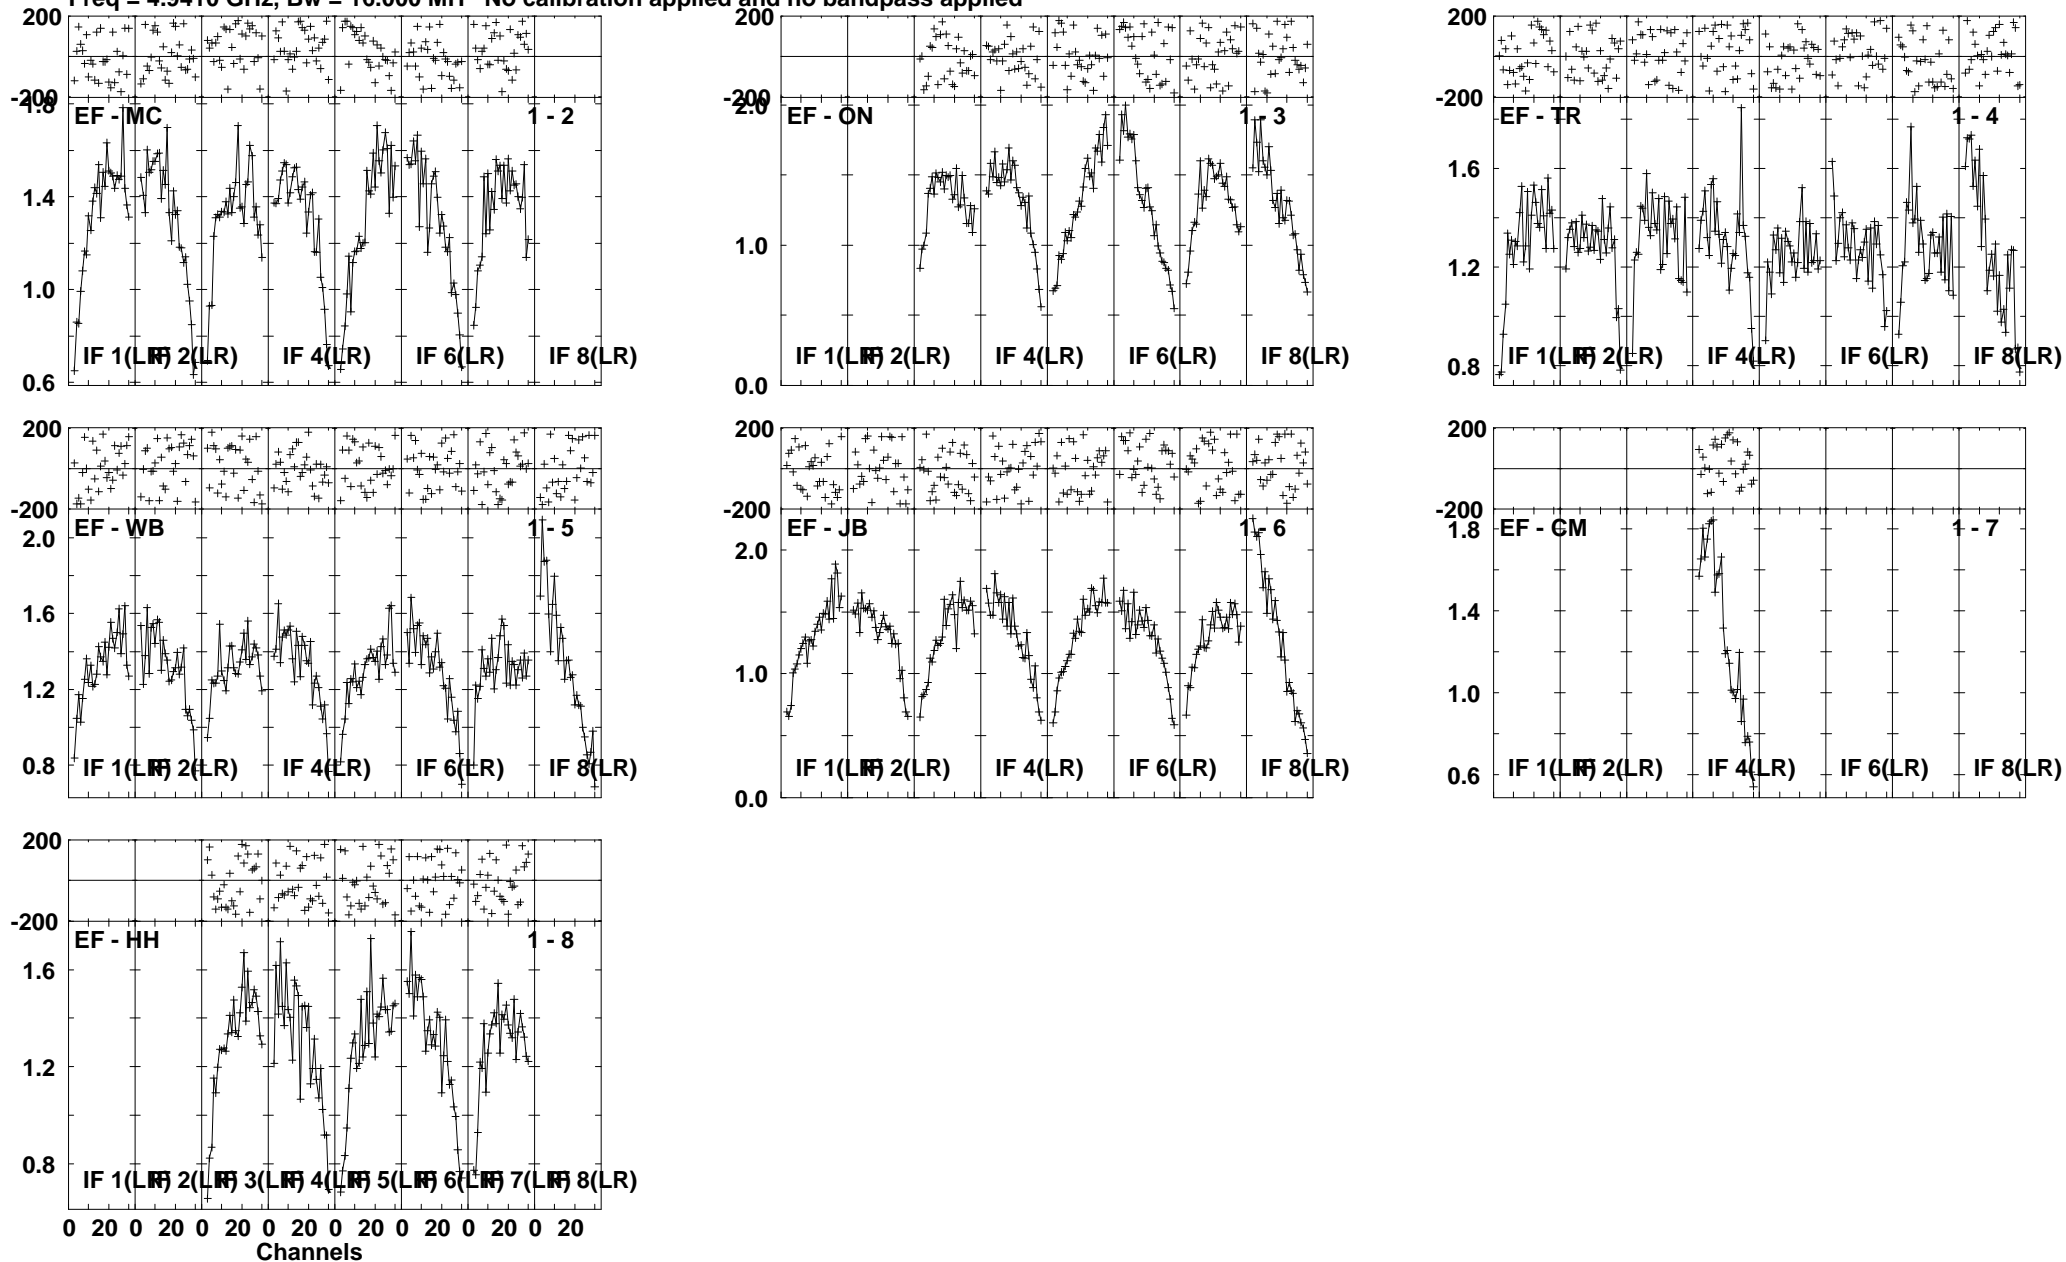 Freq = 4.9410 GHz, Bw = 16.000 MH No calibration applied and no bandpass applied
200 200 200
-200 -200 -200
1.8 2.0
EF - MC 1 - 2 EF - ON 1 - 3 EF - TR 1 - 4
1.6
1.4
1.0 1.2
1.0
IF 1(LR) IF 2(LR) IF 4(LR) IF 6(LR) IF 8(LR) IF 1(LR) IF 2(LR) IF 4(LR) IF 6(LR) IF 8(LR) IF 1(LR) IF 2(LR) IF 4(LR) IF 6(LR) IF 8(LR)
0.8
0.6 0.0
200 200 200
-200 -200 -200
EF - WB 1 - 5 EF - JB 1 - 6 EF - CM 1 - 7
2.0 2.0 1.8
1.6 1.4
1.2 1.0 1.0
IF 1(LR) IF 2(LR) IF 4(LR) IF 6(LR) IF 8(LR) IF 1(LR) IF 2(LR) IF 4(LR) IF 6(LR) IF 8(LR) IF 1(LR) IF 2(LR) IF 4(LR) IF 6(LR) IF 8(LR)
0.8 0.0 0.6
200
-200
EF - HH 1 - 8
1.6
1.2
0.8
IF 1(LR) IF 2(LR) IF 3(LR) IF 4(LR) IF 5(LR) IF 6(LR) IF 7(LR) IF 8(LR)
0 20 0 20 0 20 0 20 0 20 0 20 0 20 0 20
Channels